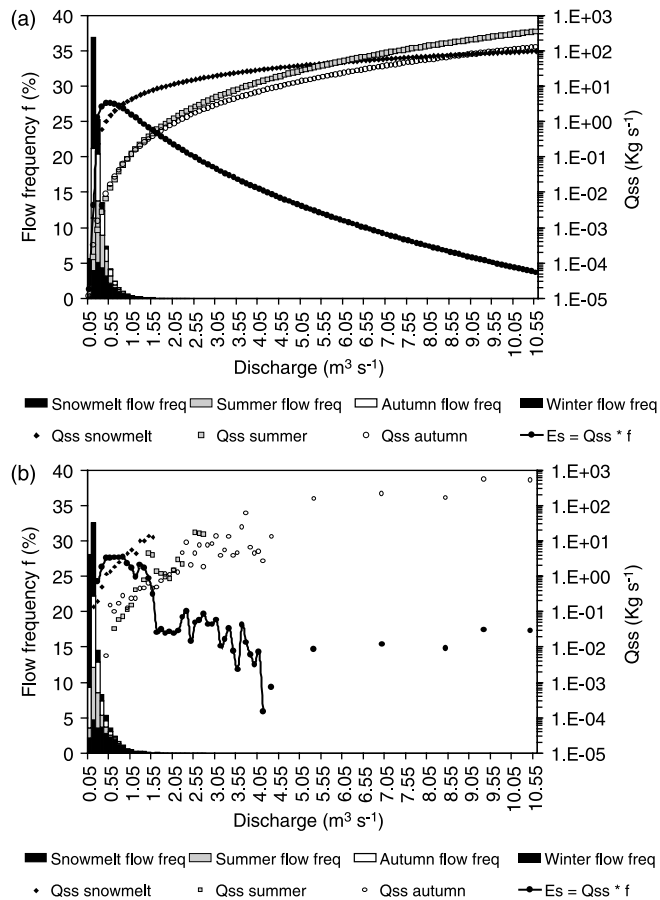 (a)
40
35
30
25
20
15
10
5
0
Flow frequency f (%)
1.E+03
1.E+02
1.E+01
1.E+00
1.E-01
1.E-02
1.E-03
1.E-04
1.E-05
Qss (Kg s⁻¹)
0.05 0.55 1.05 1.55 2.05 2.55 3.05 3.55 4.05 4.55 5.05 5.55 6.05 6.55 7.05 7.55 8.05 8.55 9.05 9.55 10.05 10.55
Discharge (m³ s⁻¹)
Snowmelt flow freq Summer flow freq Autumn flow freq Winter flow freq
Qss snowmelt Qss summer Qss autumn Es = Qss * f
(b)
40
35
30
25
20
15
10
5
0
Flow frequency f (%)
1.E+03
1.E+02
1.E+01
1.E+00
1.E-01
1.E-02
1.E-03
1.E-04
1.E-05
Qss (Kg s⁻¹)
0.05 0.55 1.05 1.55 2.05 2.55 3.05 3.55 4.05 4.55 5.05 5.55 6.05 6.55 7.05 7.55 8.05 8.55 9.05 9.55 10.05 10.55
Discharge (m³ s⁻¹)
Snowmelt flow freq Summer flow freq Autumn flow freq Winter flow freq
Qss snowmelt Qss summer Qss autumn Es = Qss * f